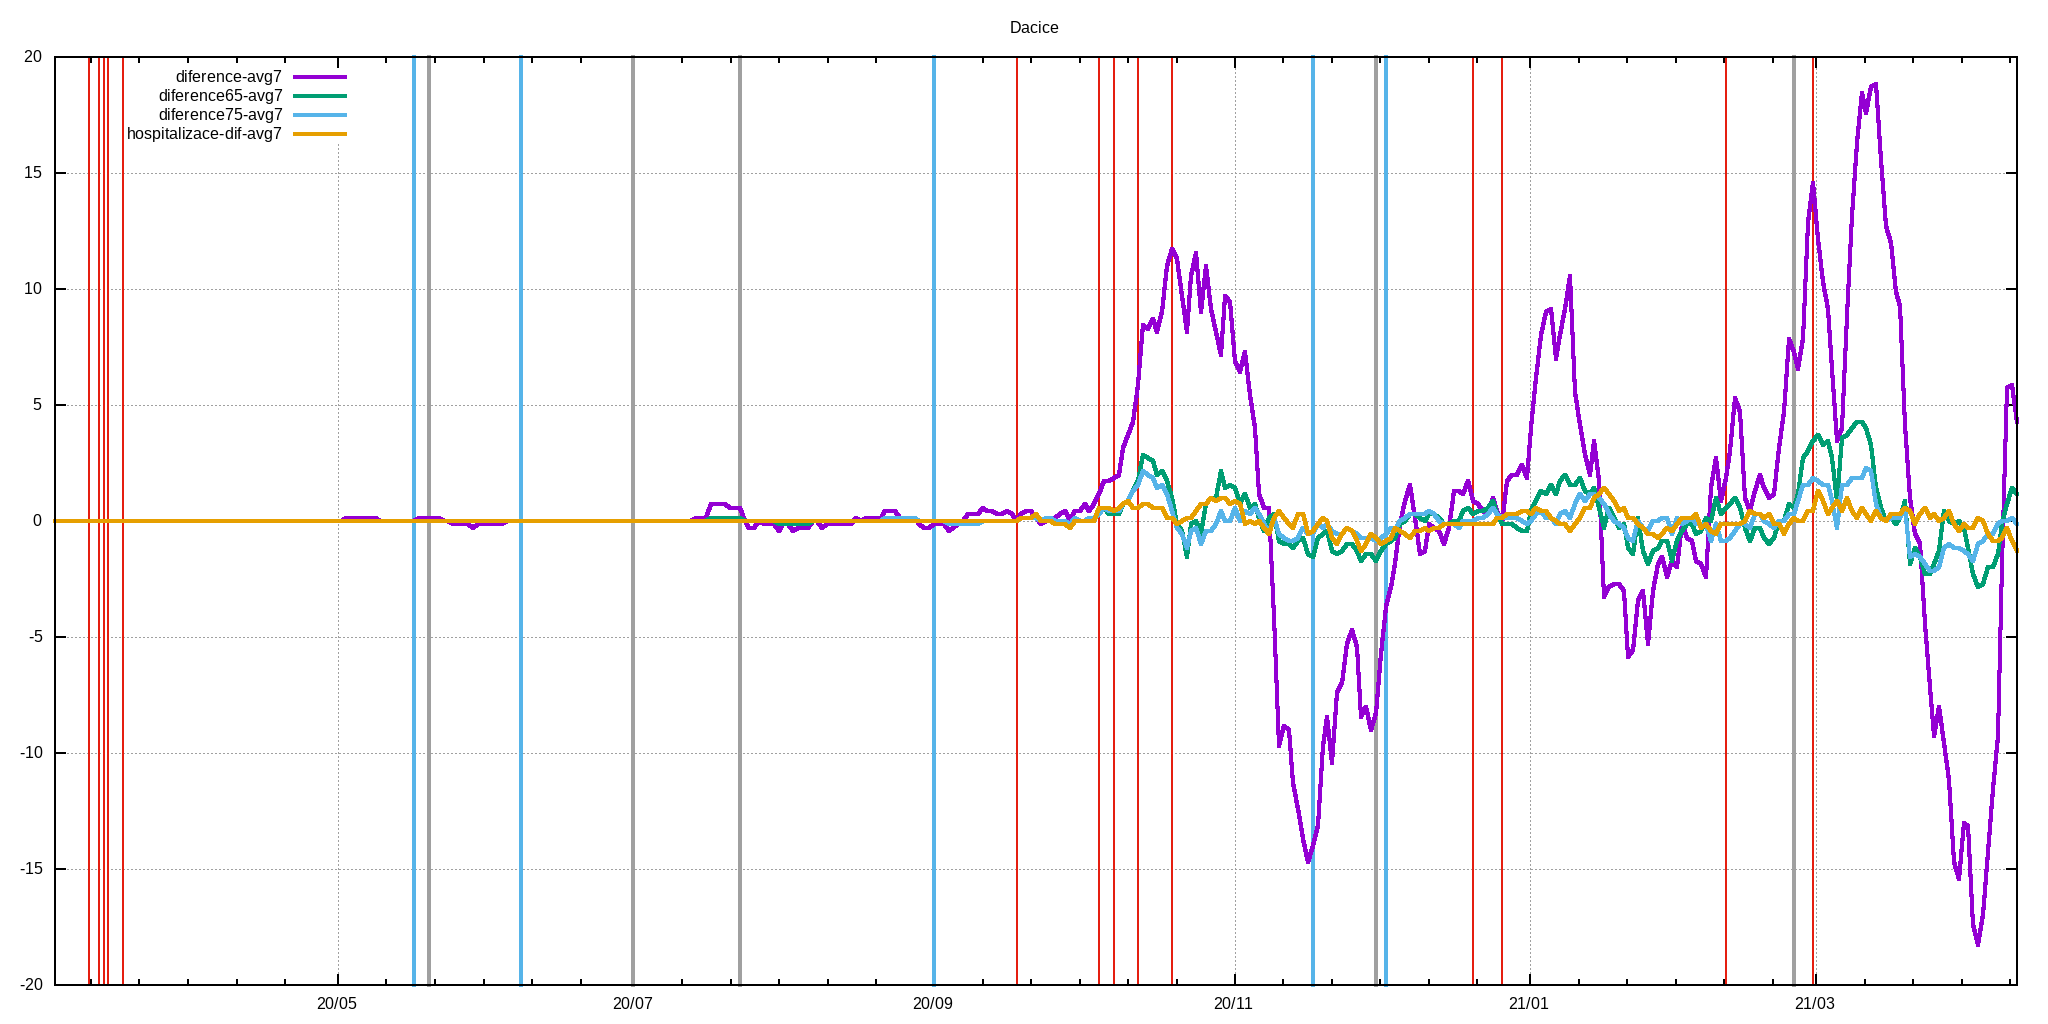 Dacice
20
diference-avg7
diference65-avg7
diference75-avg7
hospitalizace-dif-avg7
15
10
5
0
-5
-10
-15
-20
20/05 20/07 20/09 20/11 21/01 21/03